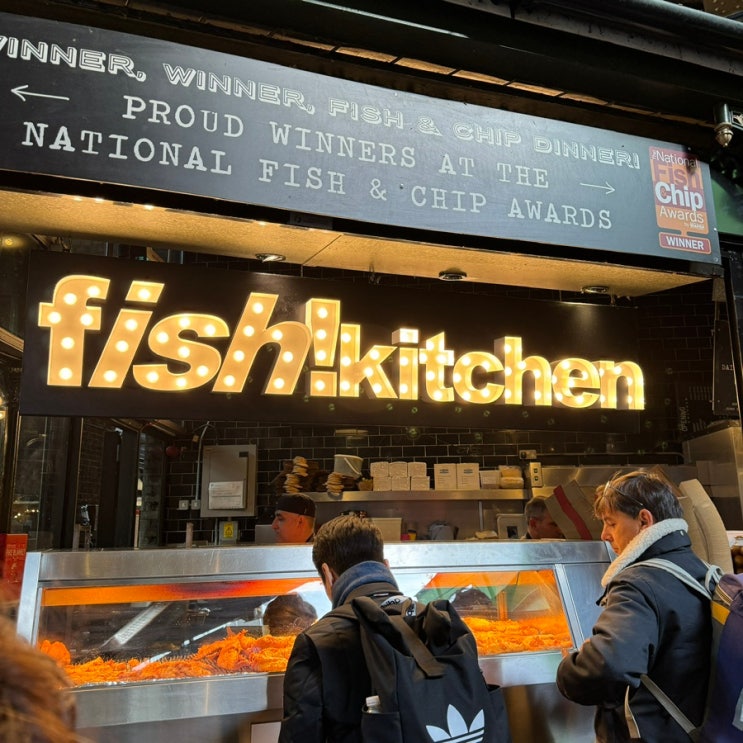 WINNER, WINNER, FISH & CHIP DINNER!
PROUD WINNERS AT THE
NATIONAL FISH & CHIP AWARDS
The National
Fish
Chip
Awards
WINNER
fish!kitchen